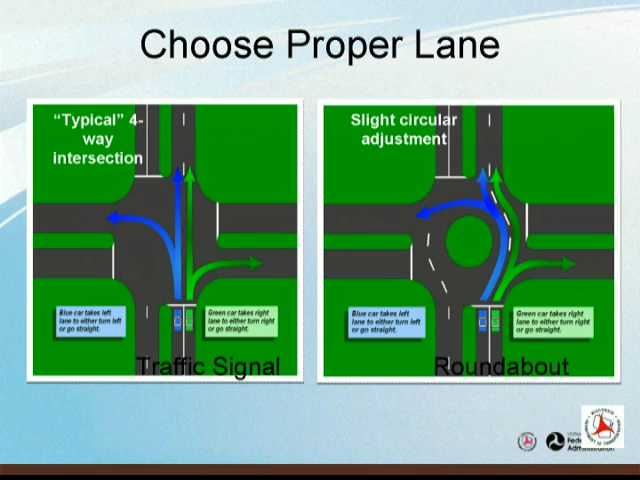 Choose Proper Lane
“Typical” 4-
way
intersection
Slight circular
adjustment
Blue car takes left
lane to either turn left
or go straight.
Green car takes right
lane to either turn right
or go straight.
Blue car takes left
lane to either turn left
or go straight.
Green car takes right
lane to either turn right
or go straight.
Traffic Signal
Roundabout